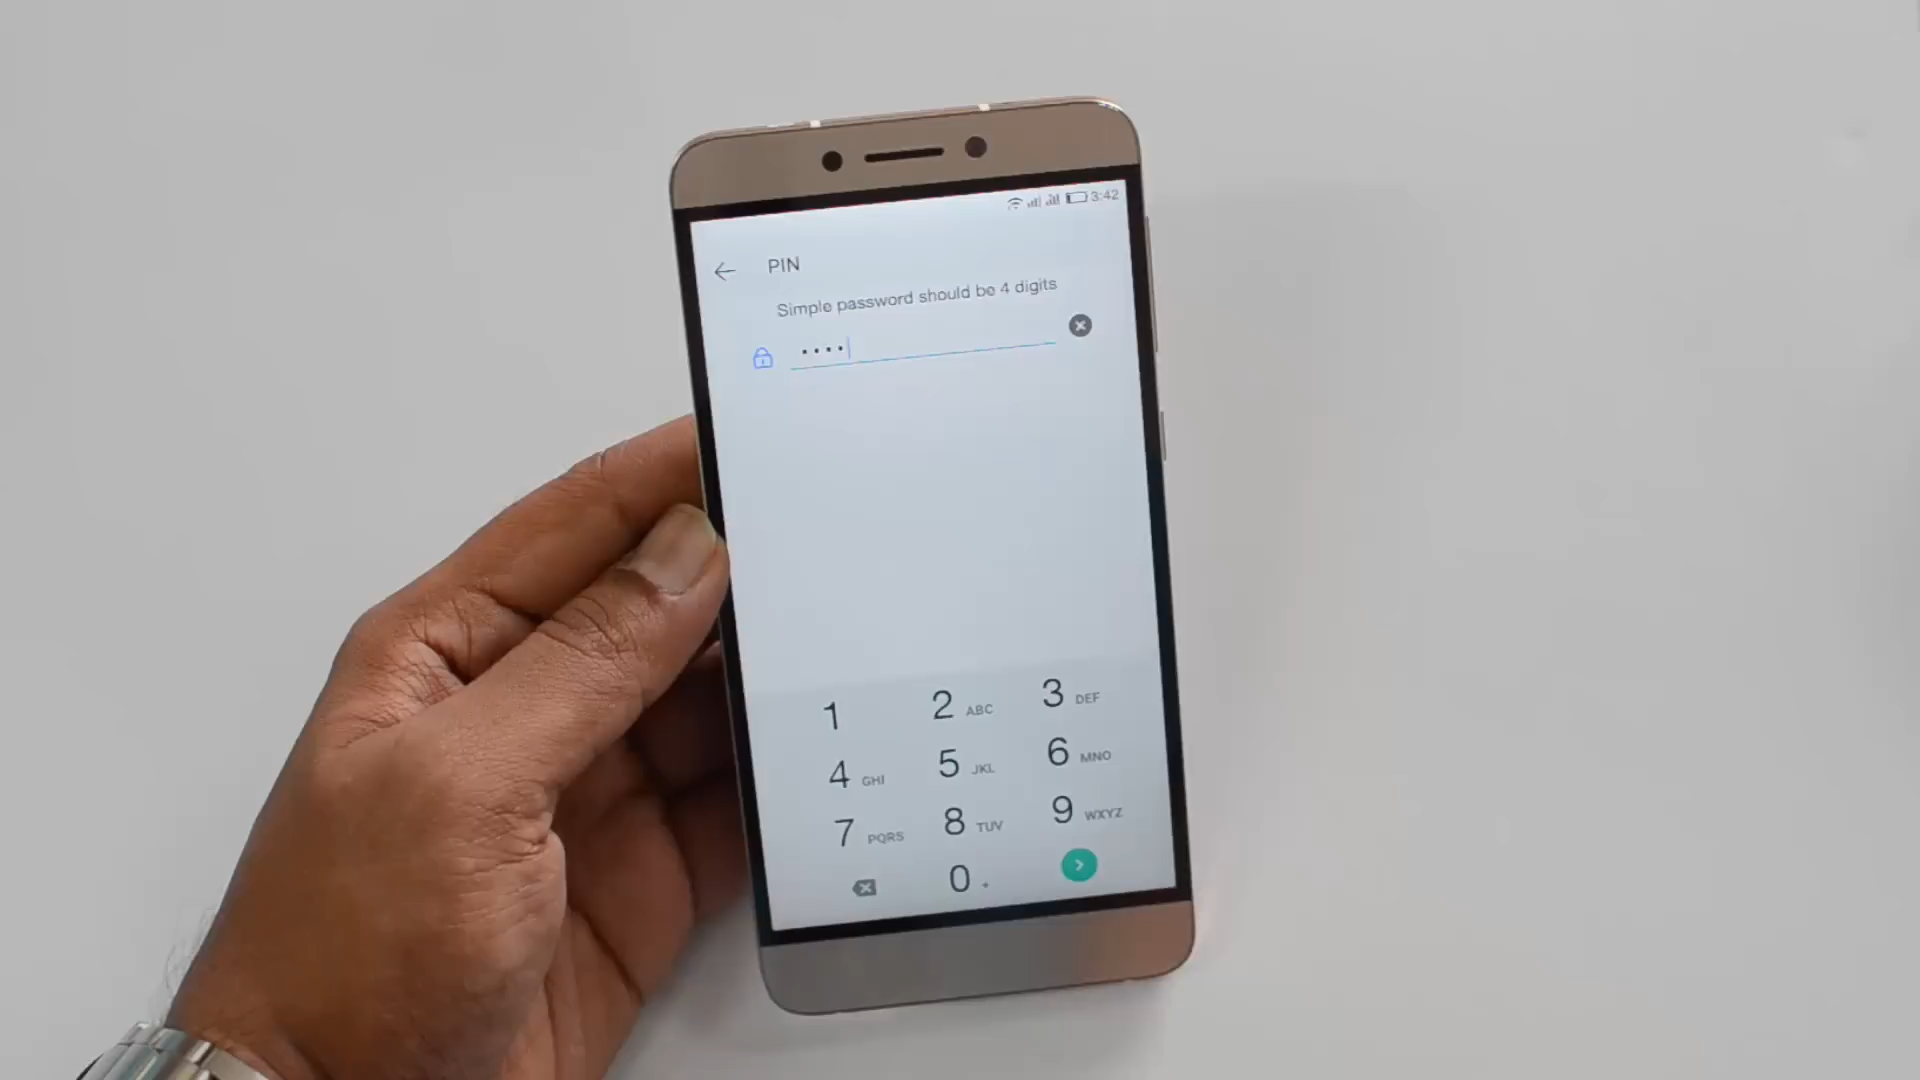 3:42
PIN
Simple password should be 4 digits
••••
1 2 ABC 3 DEF
4 GHI 5 JKL 6 MNO
7 PQRS 8 TUV 9 WXYZ
0 +